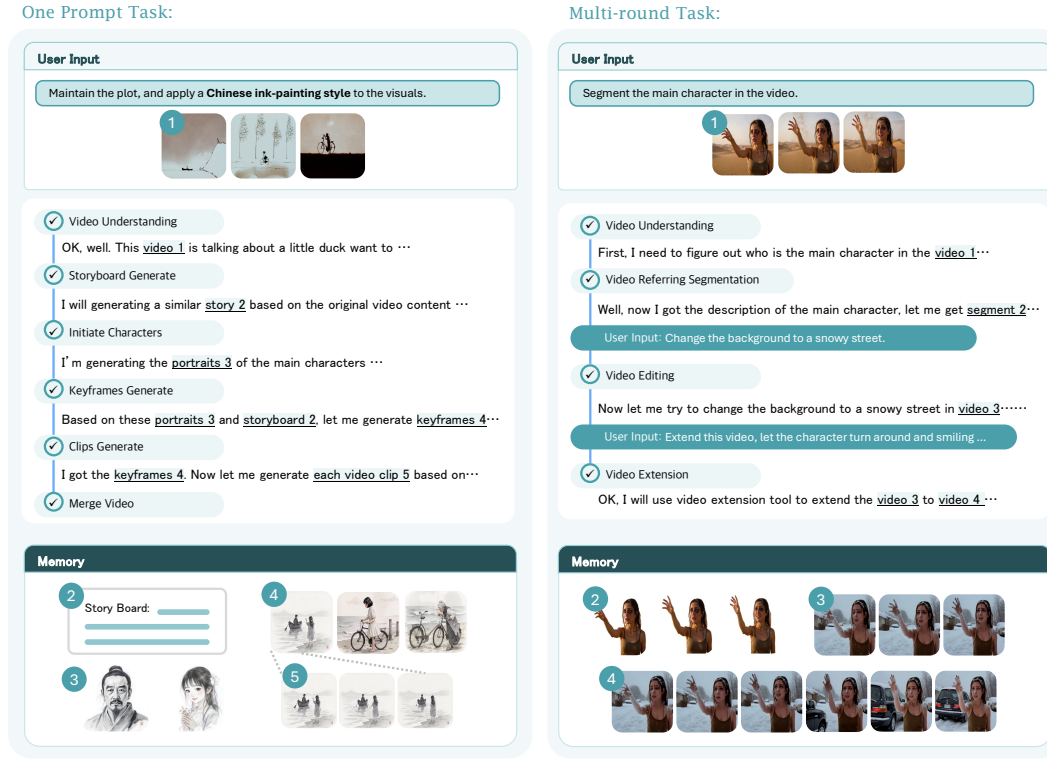 One Prompt Task:
User Input
Maintain the plot, and apply a Chinese ink-painting style to the visuals.
1
Video Understanding
OK, well. This video 1 is talking about a little duck want to ···
Storyboard Generate
I will generating a similar story 2 based on the original video content ···
Initiate Characters
I'm generating the portraits 3 of the main characters ···
Keyframes Generate
Based on these portraits 3 and storyboard 2, let me generate keyframes 4···
Clips Generate
I got the keyframes 4. Now let me generate each video clip 5 based on···
Merge Video
Memory
2
Story Board:
4
3
5
Multi-round Task:
User Input
Segment the main character in the video.
1
Video Understanding
First, I need to figure out who is the main character in the video 1···
Video Referring Segmentation
Well, now I got the description of the main character, let me get segment 2···
User Input: Change the background to a snowy street.
Video Editing
Now let me try to change the background to a snowy street in video 3······
User Input: Extend this video, let the character turn around and smiling ...
Video Extension
OK, I will use video extension tool to extend the video 3 to video 4 ···
Memory
2
3
4